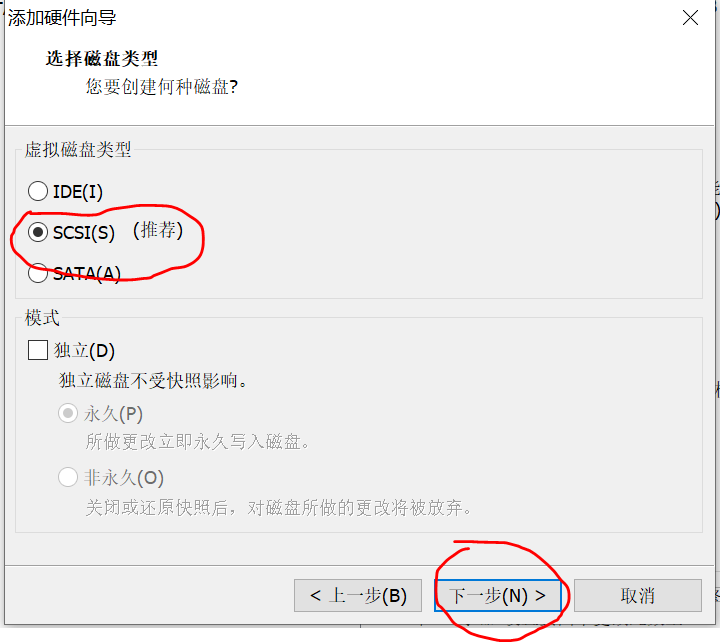 添加硬件向导
选择磁盘类型
您要创建何种磁盘?
虚拟磁盘类型
IDE(I)
SCSI(S) (推荐)
SATA(A)
模式
独立(D)
独立磁盘不受快照影响。
永久(P)
所做更改立即永久写入磁盘。
非永久(O)
关闭或还原快照后，对磁盘所做的更改将被放弃。
< 上一步(B) 下一步(N) > 取消